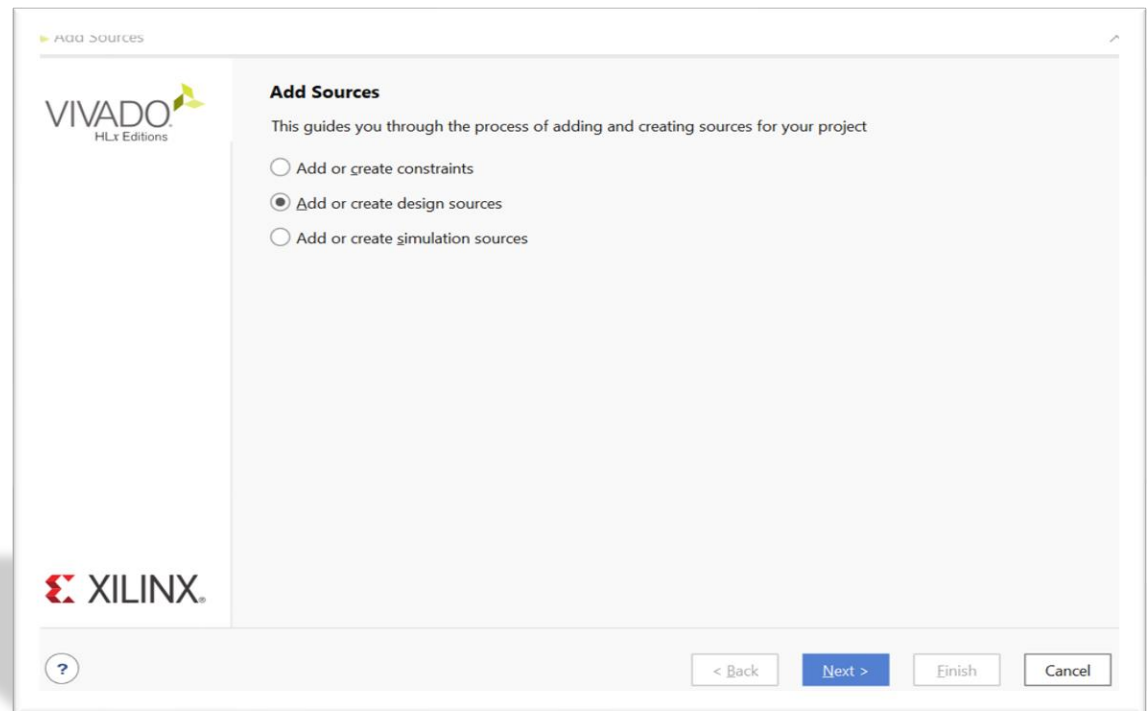 Add Sources
VIVADO
HLx Editions
Add Sources
This guides you through the process of adding and creating sources for your project
Add or create constraints
Add or create design sources
Add or create simulation sources
XILINX
?
< Back
Next >
Finish
Cancel